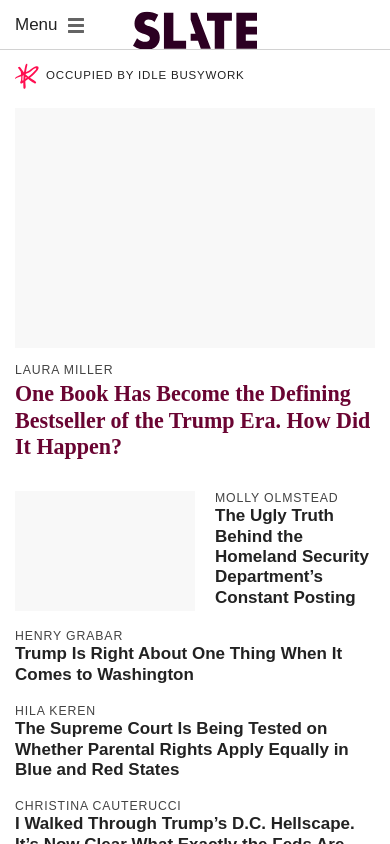 Menu
SLATE
OCCUPIED BY IDLE BUSYWORK
LAURA MILLER
One Book Has Become the Defining
Bestseller of the Trump Era. How Did
It Happen?
MOLLY OLMSTEAD
The Ugly Truth
Behind the
Homeland Security
Department’s
Constant Posting
HENRY GRABAR
Trump Is Right About One Thing When It
Comes to Washington
HILA KEREN
The Supreme Court Is Being Tested on
Whether Parental Rights Apply Equally in
Blue and Red States
CHRISTINA CAUTERUCCI
I Walked Through Trump’s D.C. Hellscape.
It’s Now Clear What Exactly the Feds Are